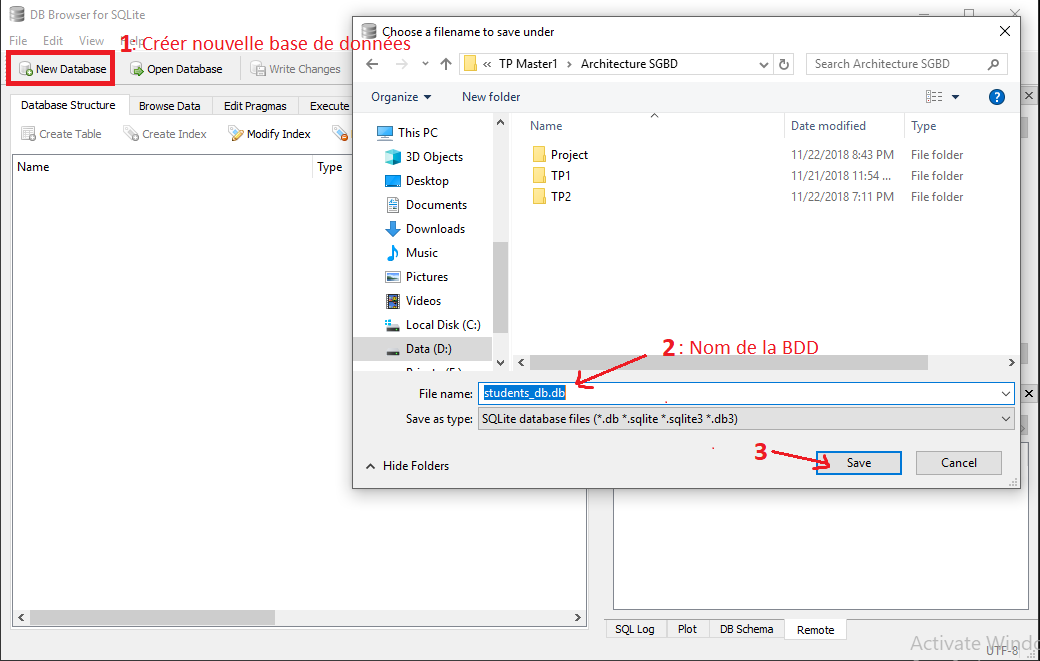 DB Browser for SQLite
File Edit View Help
1: Créer nouvelle base de données
New Database Open Database Write Changes
Database Structure Browse Data Edit Pragmas Execute
Create Table Create Index Modify Index
Name Type
Choose a filename to save under
« TP Master1 > Architecture SGBD
Search Architecture SGBD
Organize New folder
This PC
3D Objects
Desktop
Documents
Downloads
Music
Pictures
Videos
Local Disk (C:)
Data (D:)
Name Date modified Type
Project 11/22/2018 8:43 PM File folder
TP1 11/21/2018 11:54 ... File folder
TP2 11/22/2018 7:11 PM File folder
2: Nom de la BDD
File name: students_db.db
Save as type: SQLite database files (*.db *.sqlite *.sqlite3 *.db3)
3
Hide Folders Save Cancel
SQL Log Plot DB Schema Remote
Activate Windo
UTF-8